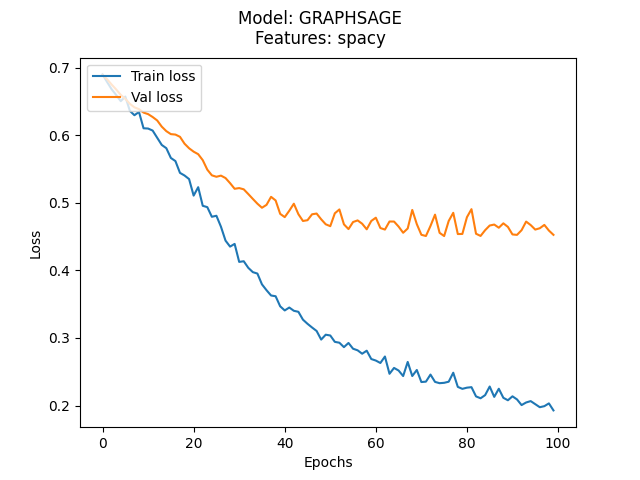 Model: GRAPHSAGE
Features: spacy
Train loss
Val loss
Loss
0.7
0.6
0.5
0.4
0.3
0.2
0
20
40
60
80
100
Epochs